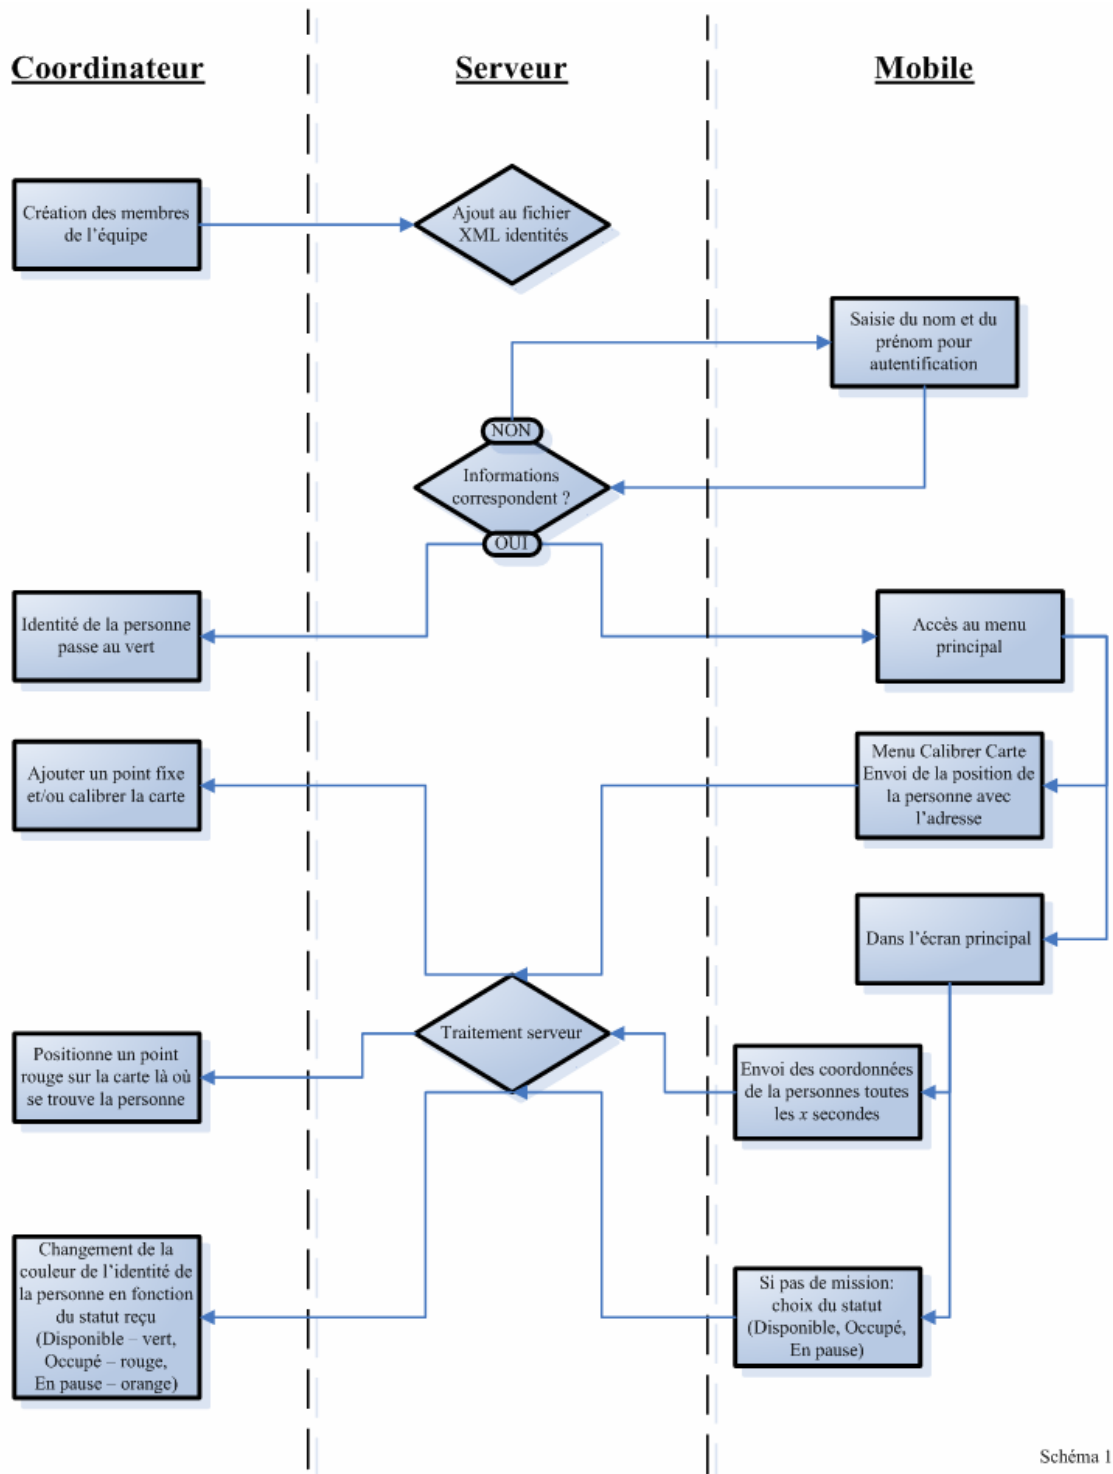 Coordinateur
Serveur
Mobile
Création des membres
de l'équipe
Ajout au fichier
XML identités
Saisie du nom et du
prénom pour
autentification
NON
Informations
correspondent ?
OUI
Identité de la personne
passe au vert
Accès au menu
principal
Ajouter un point fixe
et/ou calibrer la carte
Menu Calibrer Carte
Envoi de la position de
la personne avec
l'adresse
Dans l'écran principal
Traitement serveur
Positionne un point
rouge sur la carte là où
se trouve la personne
Envoi des coordonnées
de la personnes toutes
les x secondes
Changement de la
couleur de l'identité de
la personne en fonction
du statut reçu
(Disponible – vert,
Occupé – rouge,
En pause – orange)
Si pas de mission:
choix du statut
(Disponible, Occupé,
En pause)
Schéma 1